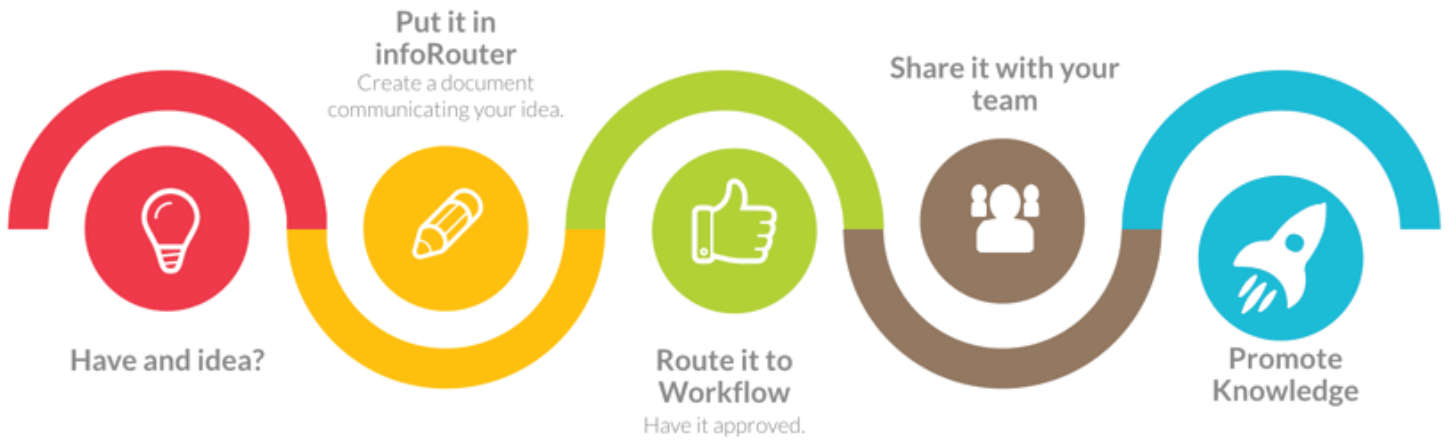 Have and idea?
Put it in
infoRouter
Create a document
communicating your idea.
Route it to
Workflow
Have it approved.
Share it with your
team
Promote
Knowledge